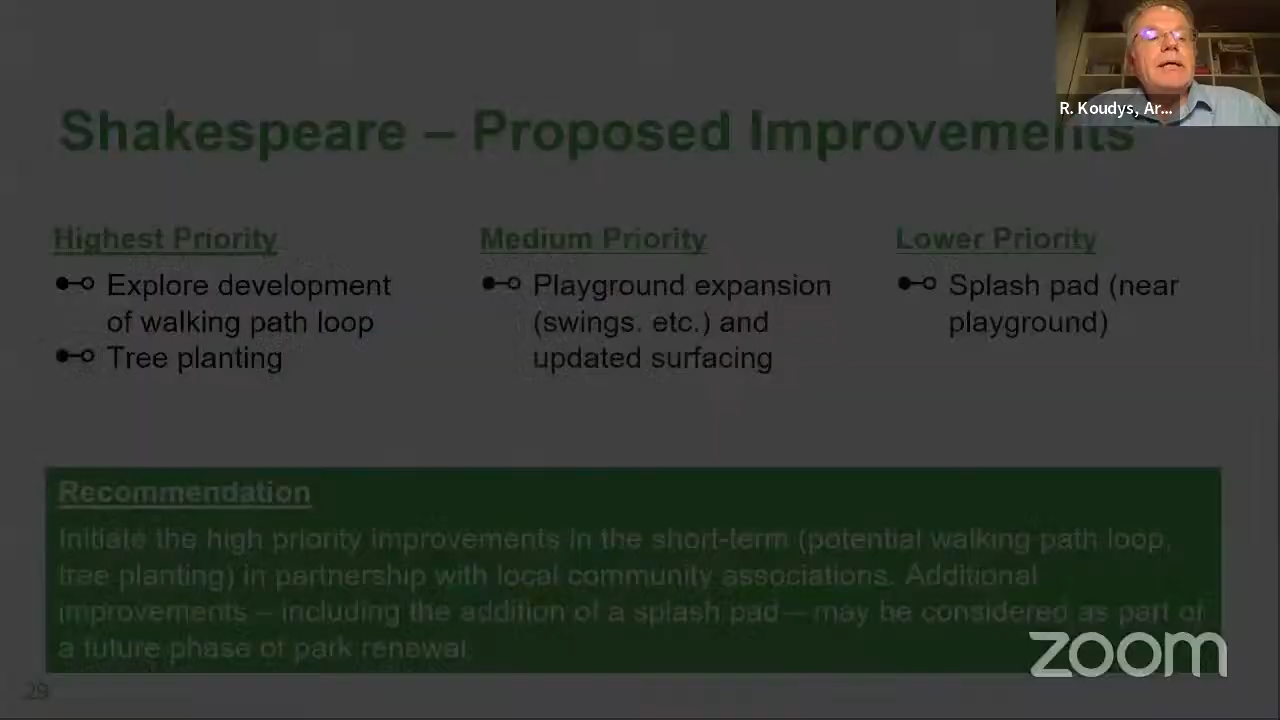 R. Koudys, Ar...
Shakespeare – Proposed Improvements
Highest Priority
Explore development
of walking path loop
Tree planting
Medium Priority
Playground expansion
(swings. etc.) and
updated surfacing
Lower Priority
Splash pad (near
playground)
Recommendation
Initiate the high priority improvements in the short-term (potential walking path loop,
tree planting) in partnership with local community associations. Additional
improvements – including the addition of a splash pad – may be considered as part of
a future phase of park renewal.
zoom
29